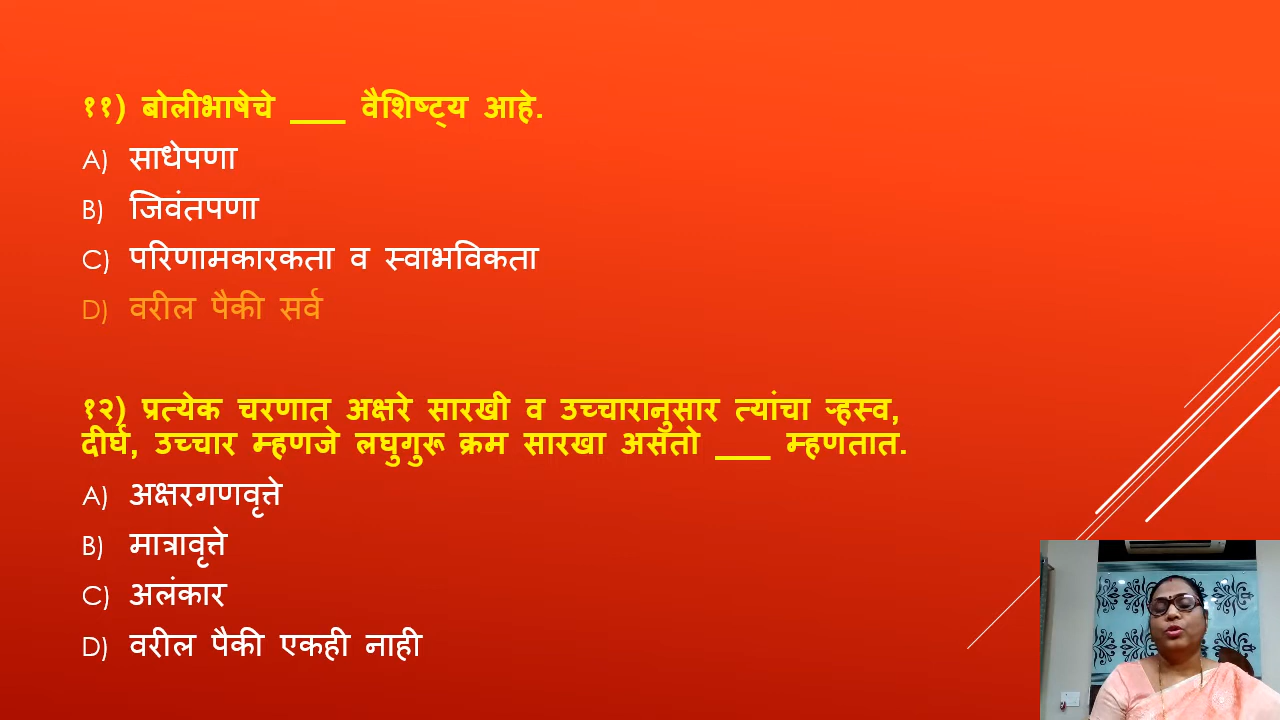 ११) बोलीभाषेचे ____ वैशिष्ट्य आहे.
A) साधेपणा
B) जिवंतपणा
C) परिणामकारकता व स्वाभविकता
D) वरील पैकी सर्व
१२) प्रत्येक चरणात अक्षरे सारखी व उच्चारानुसार त्यांचा ऱ्हस्व,
दीर्घ, उच्चार म्हणजे लघुगुरू क्रम सारखा असतो ____ म्हणतात.
A) अक्षरगणवृत्ते
B) मात्रावृत्ते
C) अलंकार
D) वरील पैकी एकही नाही